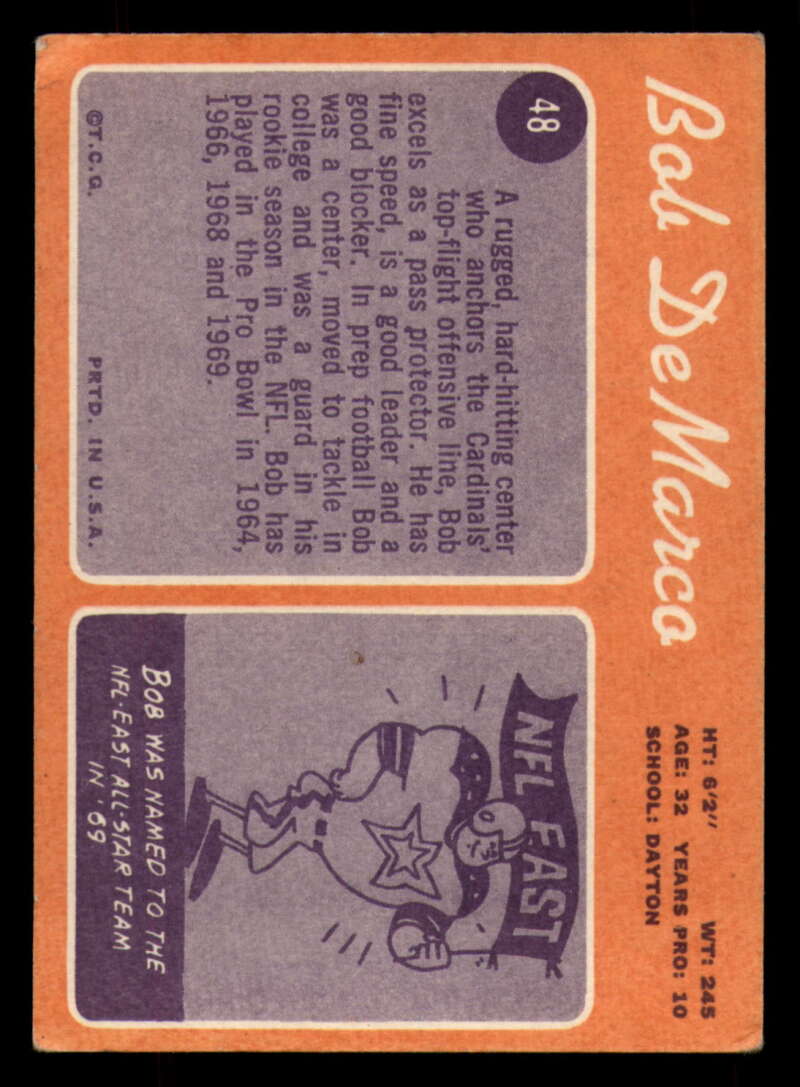 Bob DeMarco
HT: 6'2" WT: 245
AGE: 32 YEARS PRO: 10
SCHOOL: DAYTON
48
A rugged, hard-hitting center
who anchors the Cardinals'
top-flight offensive line, Bob
excels as a pass protector. He has
fine speed, is a good leader and a
good blocker. In prep football Bob
was a center, moved to tackle in
college and was a guard in his
rookie season in the NFL. Bob has
played in the Pro Bowl in 1964,
1966, 1968 and 1969.
©T.C.G. PRTD. IN U.S.A.
NFL EAST
BOB WAS NAMED TO THE
NFL-EAST ALL-STAR TEAM
IN '69